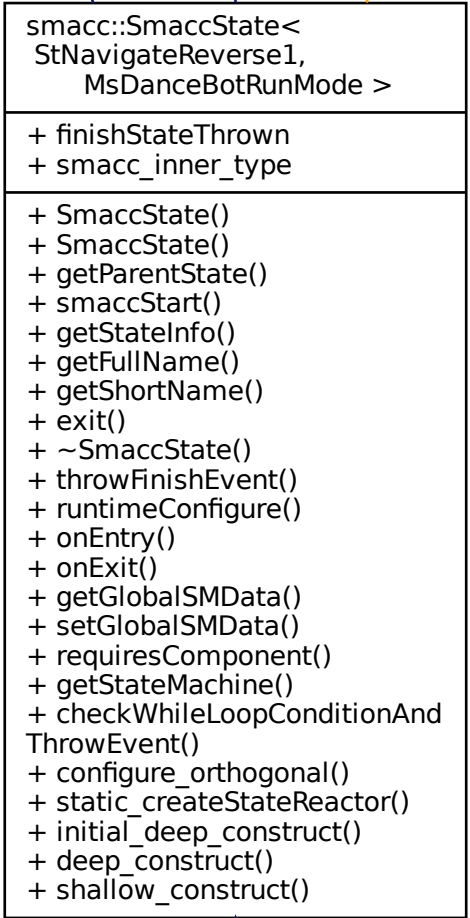 smacc::SmaccState<
StNavigateReverse1,
MsDanceBotRunMode >
+ finishStateThrown
+ smacc_inner_type
+ SmaccState()
+ SmaccState()
+ getParentState()
+ smaccStart()
+ getStateInfo()
+ getFullName()
+ getShortName()
+ exit()
+ ~SmaccState()
+ throwFinishEvent()
+ runtimeConfigure()
+ onEntry()
+ onExit()
+ getGlobalSMData()
+ setGlobalSMData()
+ requiresComponent()
+ getStateMachine()
+ checkWhileLoopConditionAnd
ThrowEvent()
+ configure_orthogonal()
+ static_createStateReactor()
+ initial_deep_construct()
+ deep_construct()
+ shallow_construct()